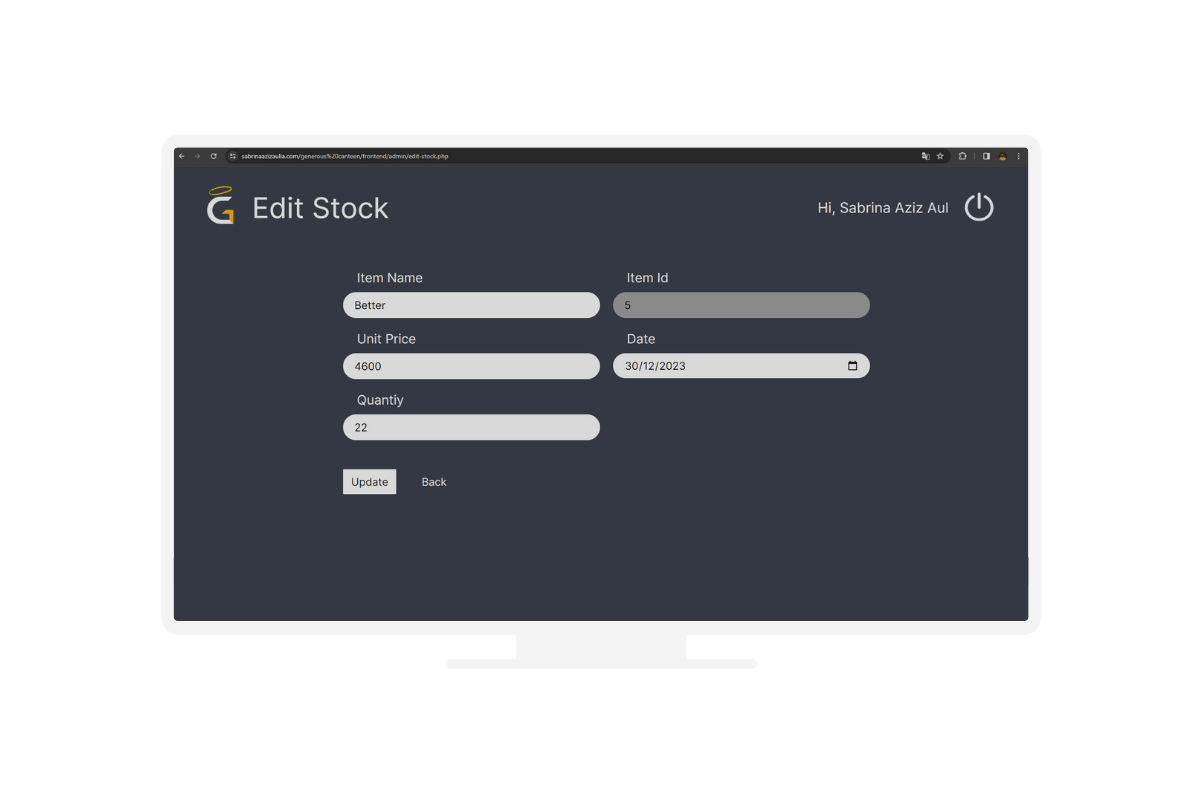 sabrinaazizaulia.com/generous%20canteen/frontend/admin/edit-stock.php
G Edit Stock
Hi, Sabrina Aziz Aul
Item Name
Item Id
Better
5
Unit Price
Date
4600
30/12/2023
Quantiy
22
Update
Back